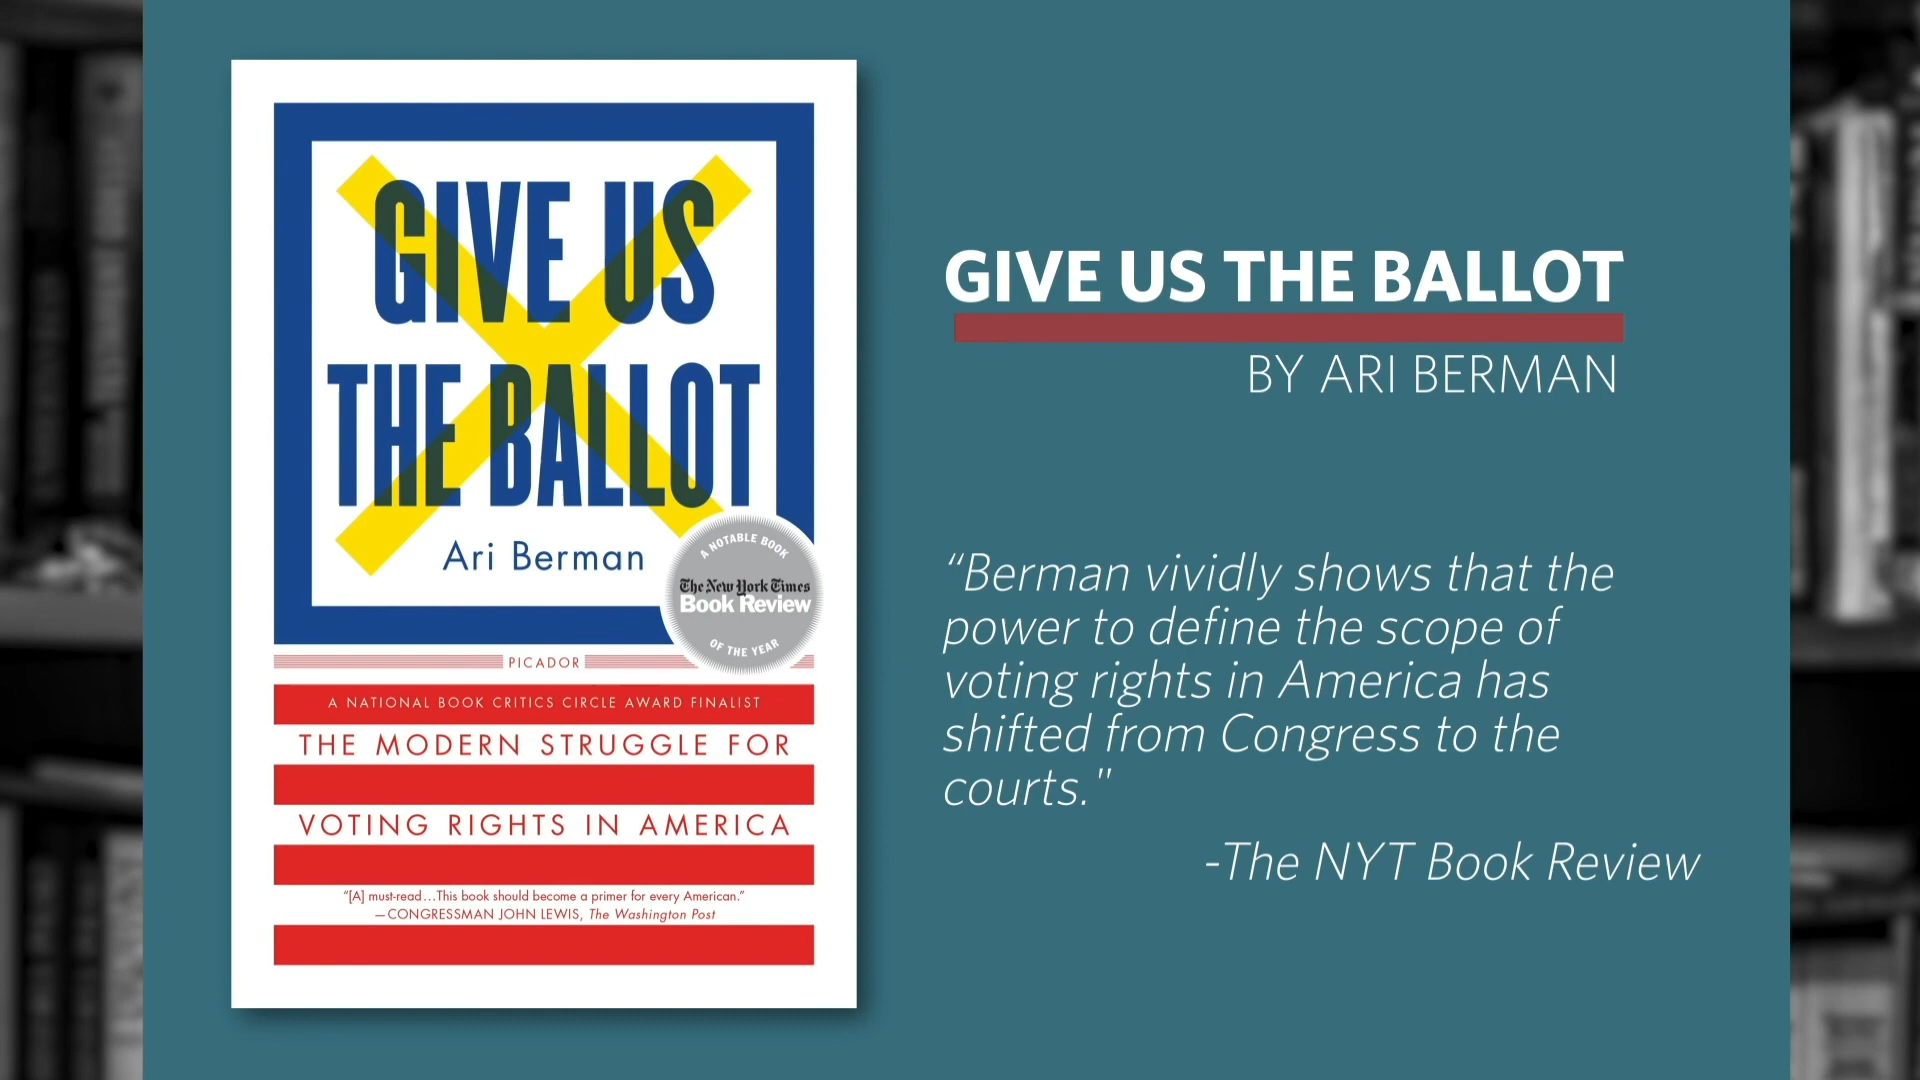 GIVE US
THE BALLOT
Ari Berman
A NOTABLE BOOK
The New York Times
Book Review
OF THE YEAR
PICADOR
A NATIONAL BOOK CRITICS CIRCLE AWARD FINALIST
THE MODERN STRUGGLE FOR
VOTING RIGHTS IN AMERICA
"[A] must-read...This book should become a primer for every American."
—CONGRESSMAN JOHN LEWIS, The Washington Post
GIVE US THE BALLOT
BY ARI BERMAN
“Berman vividly shows that the
power to define the scope of
voting rights in America has
shifted from Congress to the
courts."
-The NYT Book Review